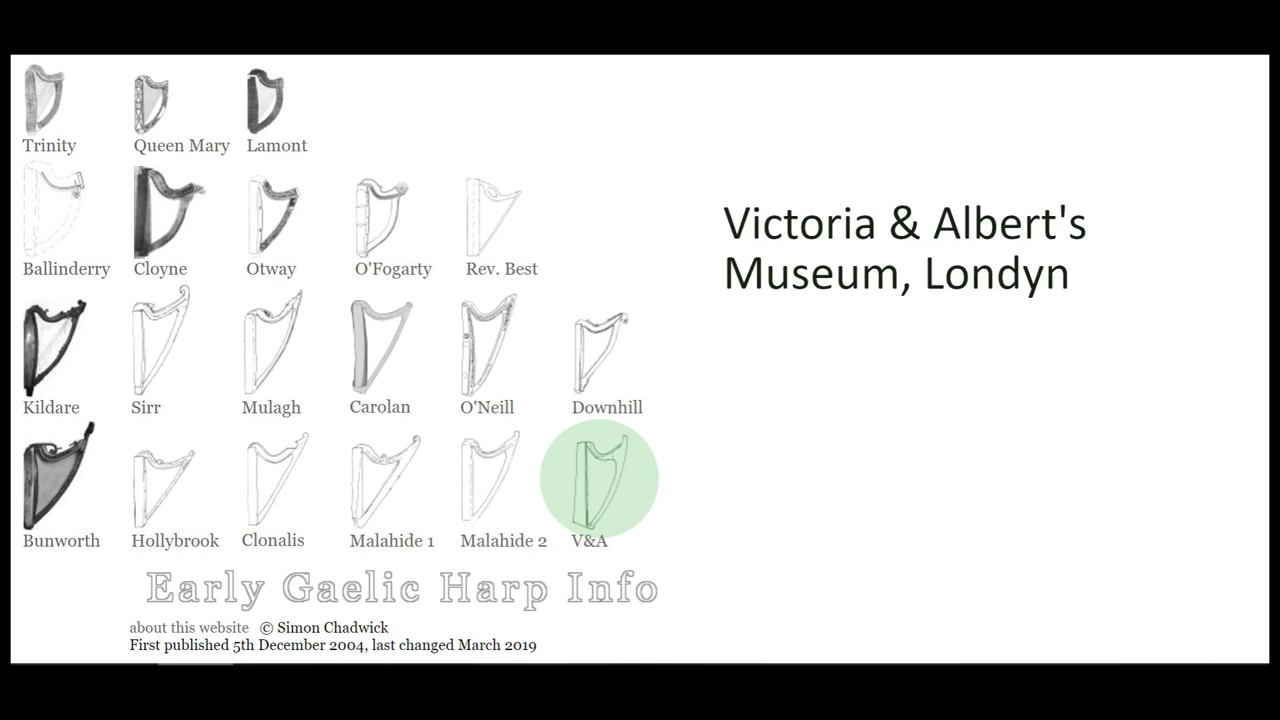 Trinity Queen Mary Lamont
Ballinderry Cloyne Otway O'Fogarty Rev. Best
Kildare Sirr Mulagh Carolan O'Neill Downhill
Bunworth Hollybrook Clonalis Malahide 1 Malahide 2 V&A
Early Gaelic Harp Info
about this website © Simon Chadwick
First published 5th December 2004, last changed March 2019
Victoria & Albert's
Museum, Londyn